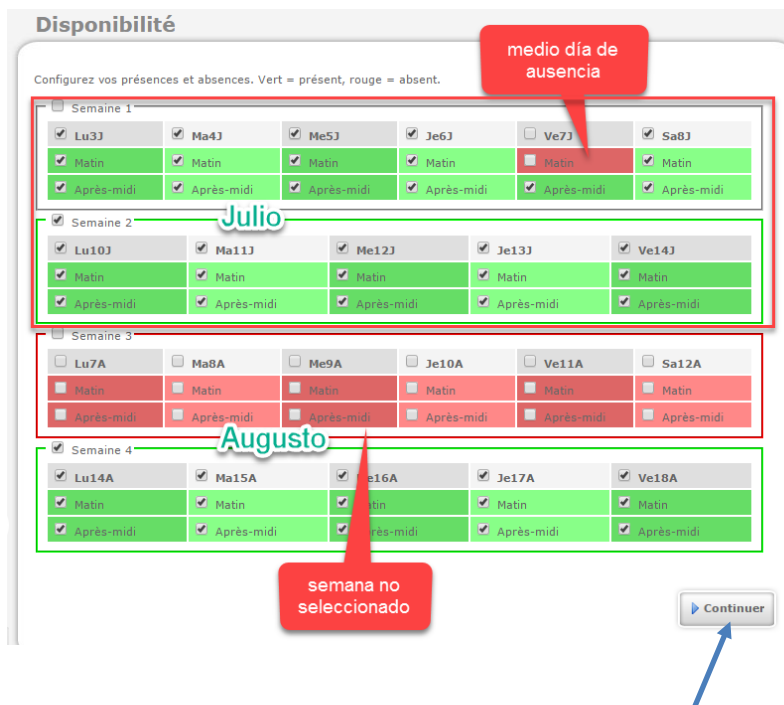 Disponibilité
medio día de
ausencia
Configurez vos présences et absences. Vert = présent, rouge = absent.
Semaine 1
Lu3J Ma4J Me5J Je6J Ve7J Sa8J
Matin Matin Matin Matin Matin Matin
Après-midi Après-midi Après-midi Après-midi Après-midi Après-midi
Julio
Semaine 2
Lu10J Ma11J Me12J Je13J Ve14J
Matin Matin Matin Matin Matin
Après-midi Après-midi Après-midi Après-midi Après-midi
Semaine 3
Lu7A Ma8A Me9A Je10A Ve11A Sa12A
Matin Matin Matin Matin Matin Matin
Après-midi Après-midi Après-midi Après-midi Après-midi Après-midi
Augusto
Semaine 4
Lu14A Ma15A Me16A Je17A Ve18A
Matin Matin Matin Matin Matin
Après-midi Après-midi Après-midi Après-midi Après-midi
semana no
seleccionado
Continuer